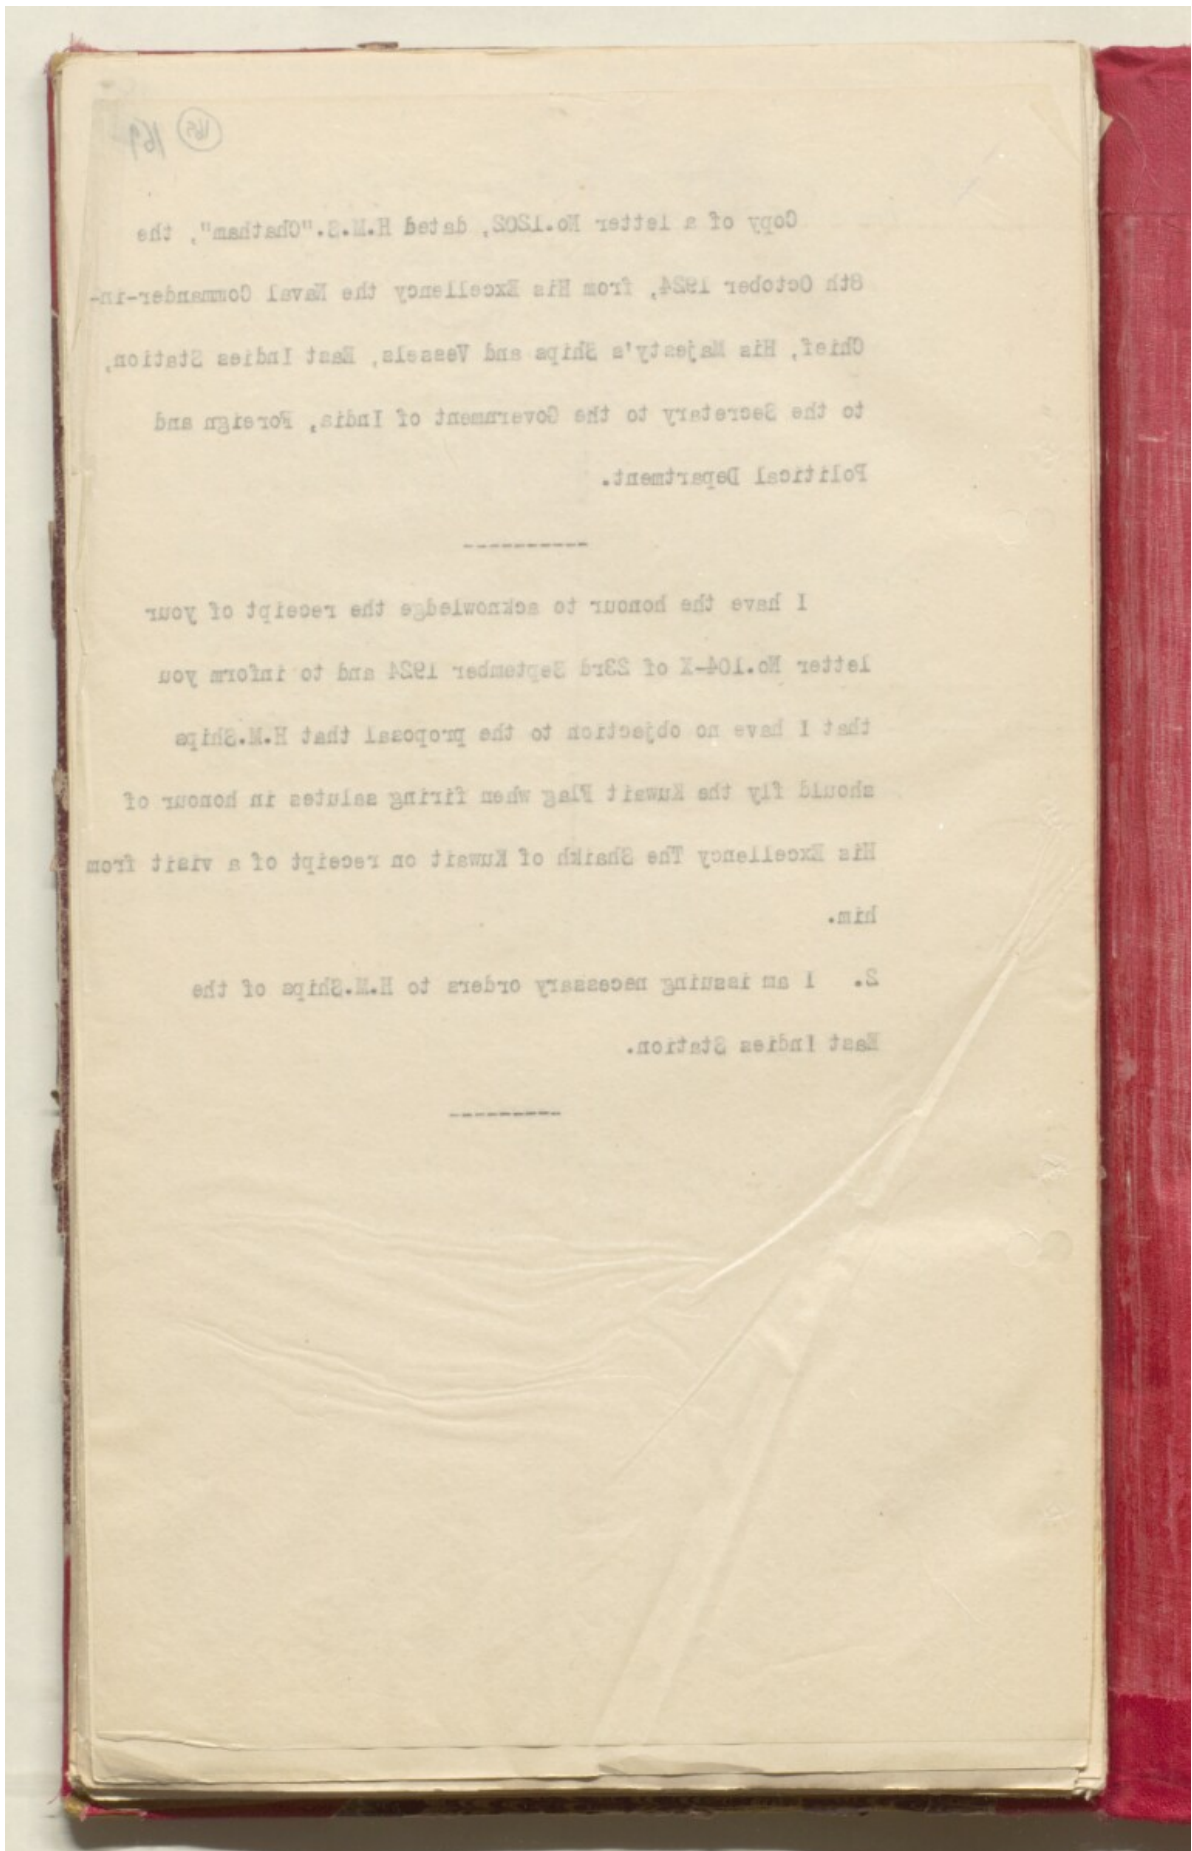 169
Copy of a letter No.1202, dated H.M.S."Chatham", the
8th October 1924, from His Excellency the Naval Commander-in-
Chief, His Majesty's Ships and Vessels, East Indies Station,
to the Secretary to the Government of India, Foreign and
Political Department.
----------
I have the honour to acknowledge the receipt of your
letter No.104-X of 23rd September 1924 and to inform you
that I have no objection to the proposal that H.M.Ships
should fly the Kuwait Flag when firing salutes in honour of
His Excellency The Shaikh of Kuwait on receipt of a visit from
him.
2. I am issuing necessary orders to H.M.Ships of the
East Indies Station.
---------